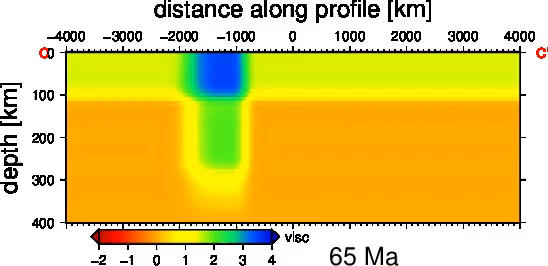 distance along profile [km]
−4000 −3000 −2000 −1000 0 1000 2000 3000 4000
C C'
depth [km]
0
100
200
300
400
−2 −1 0 1 2 3 4 visc
65 Ma